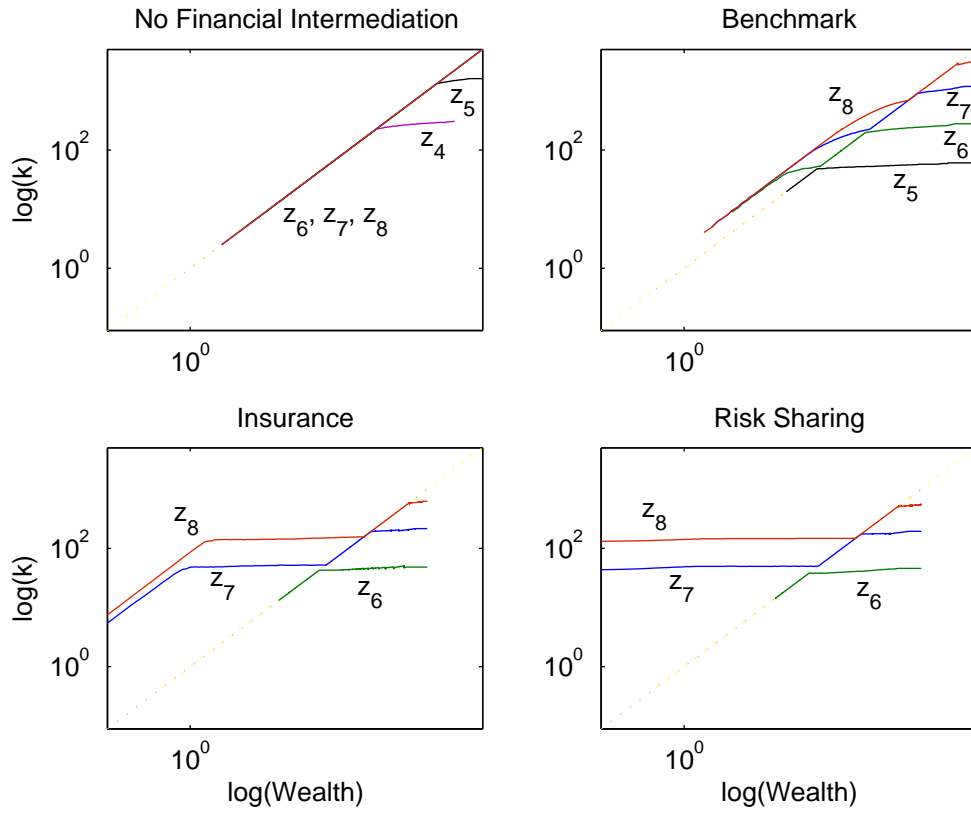 No Financial Intermediation
log(k)
10^2
10^0
z_5
z_4
z_6, z_7, z_8
10^0
Benchmark
10^2
10^0
z_8
z_7
z_6
z_5
10^0
Insurance
log(k)
10^2
10^0
z_8
z_7
z_6
10^0
log(Wealth)
Risk Sharing
10^2
10^0
z_8
z_7
z_6
10^0
log(Wealth)